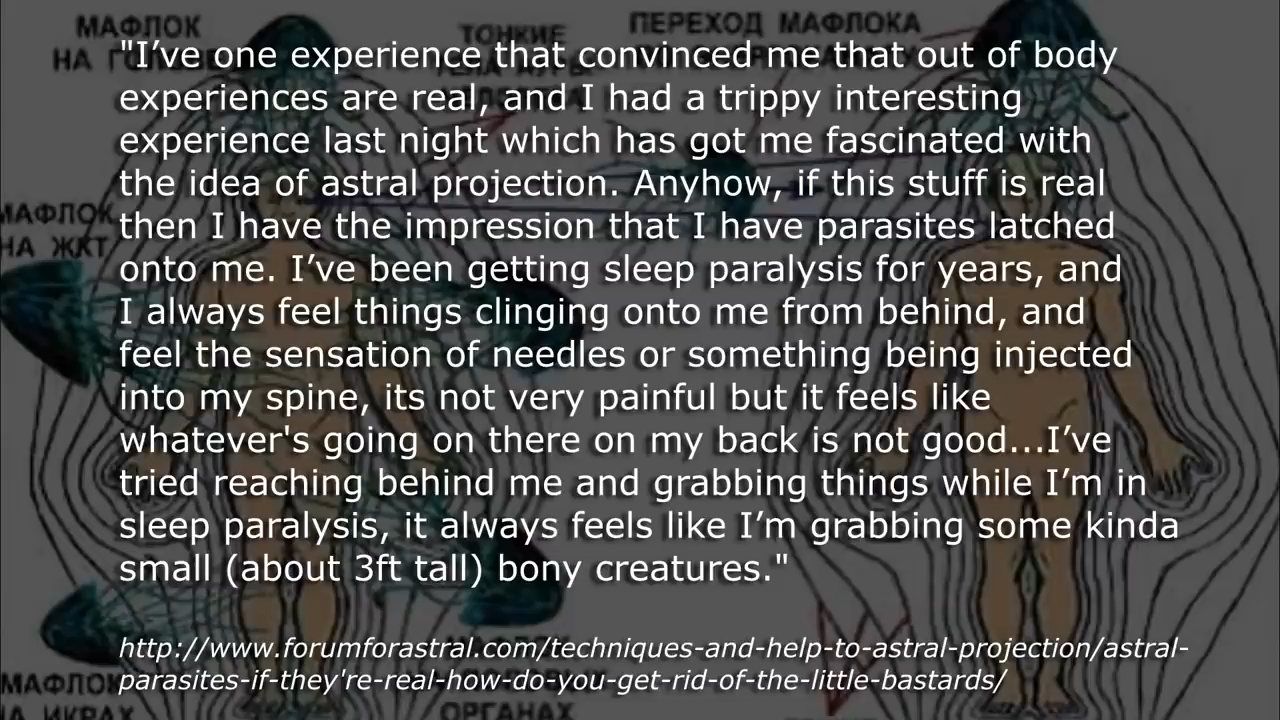 МАФЛОК
НА
ТОНКИЕ
ПЕРЕХОД МАФЛОКА
"I’ve one experience that convinced me that out of body
experiences are real, and I had a trippy interesting
experience last night which has got me fascinated with
the idea of astral projection. Anyhow, if this stuff is real
then I have the impression that I have parasites latched
onto me. I’ve been getting sleep paralysis for years, and
I always feel things clinging onto me from behind, and
feel the sensation of needles or something being injected
into my spine, its not very painful but it feels like
whatever's going on there on my back is not good...I’ve
tried reaching behind me and grabbing things while I’m in
sleep paralysis, it always feels like I’m grabbing some kinda
small (about 3ft tall) bony creatures."
МАФЛОК
НА ЖКТ
http://www.forumforastral.com/techniques-and-help-to-astral-projection/astral-
parasites-if-they're-real-how-do-you-get-rid-of-the-little-bastards/
МАФЛОК
НА ИКРАХ
ОРГАНАХ